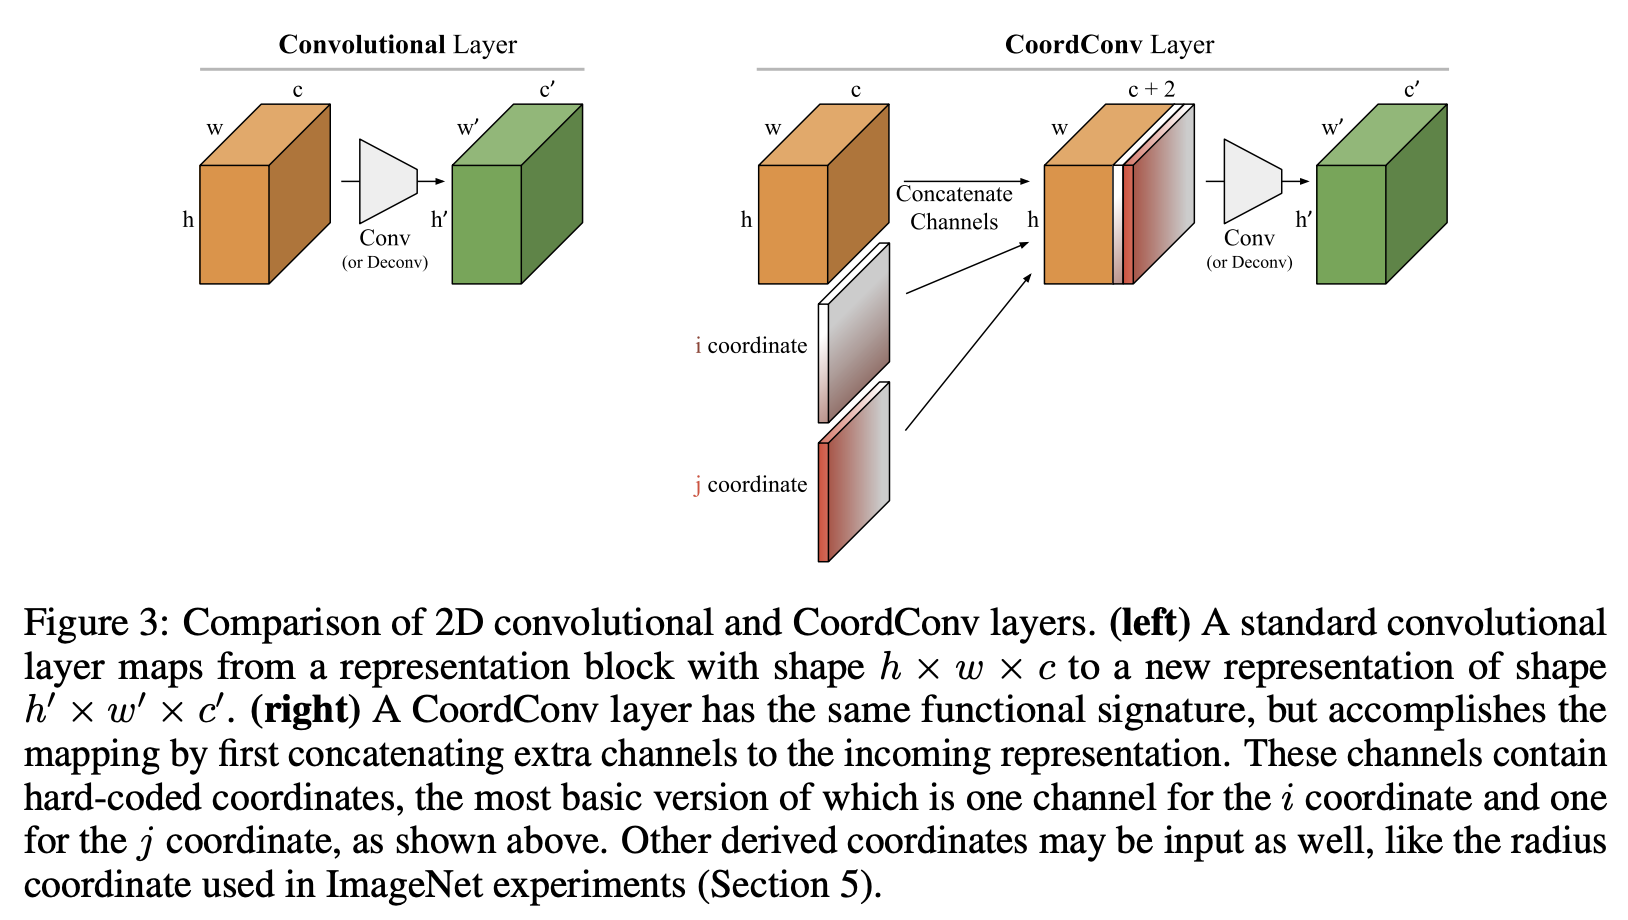 Convolutional Layer
c
w
h
Conv
(or Deconv)
c′
w′
h′
CoordConv Layer
c
w
h
i coordinate
j coordinate
Concatenate
Channels
c + 2
w
h
Conv
(or Deconv)
c′
w′
h′
Figure 3: Comparison of 2D convolutional and CoordConv layers. (left) A standard convolutional
layer maps from a representation block with shape h × w × c to a new representation of shape
h′ × w′ × c′. (right) A CoordConv layer has the same functional signature, but accomplishes the
mapping by first concatenating extra channels to the incoming representation. These channels contain
hard-coded coordinates, the most basic version of which is one channel for the i coordinate and one
for the j coordinate, as shown above. Other derived coordinates may be input as well, like the radius
coordinate used in ImageNet experiments (Section 5).